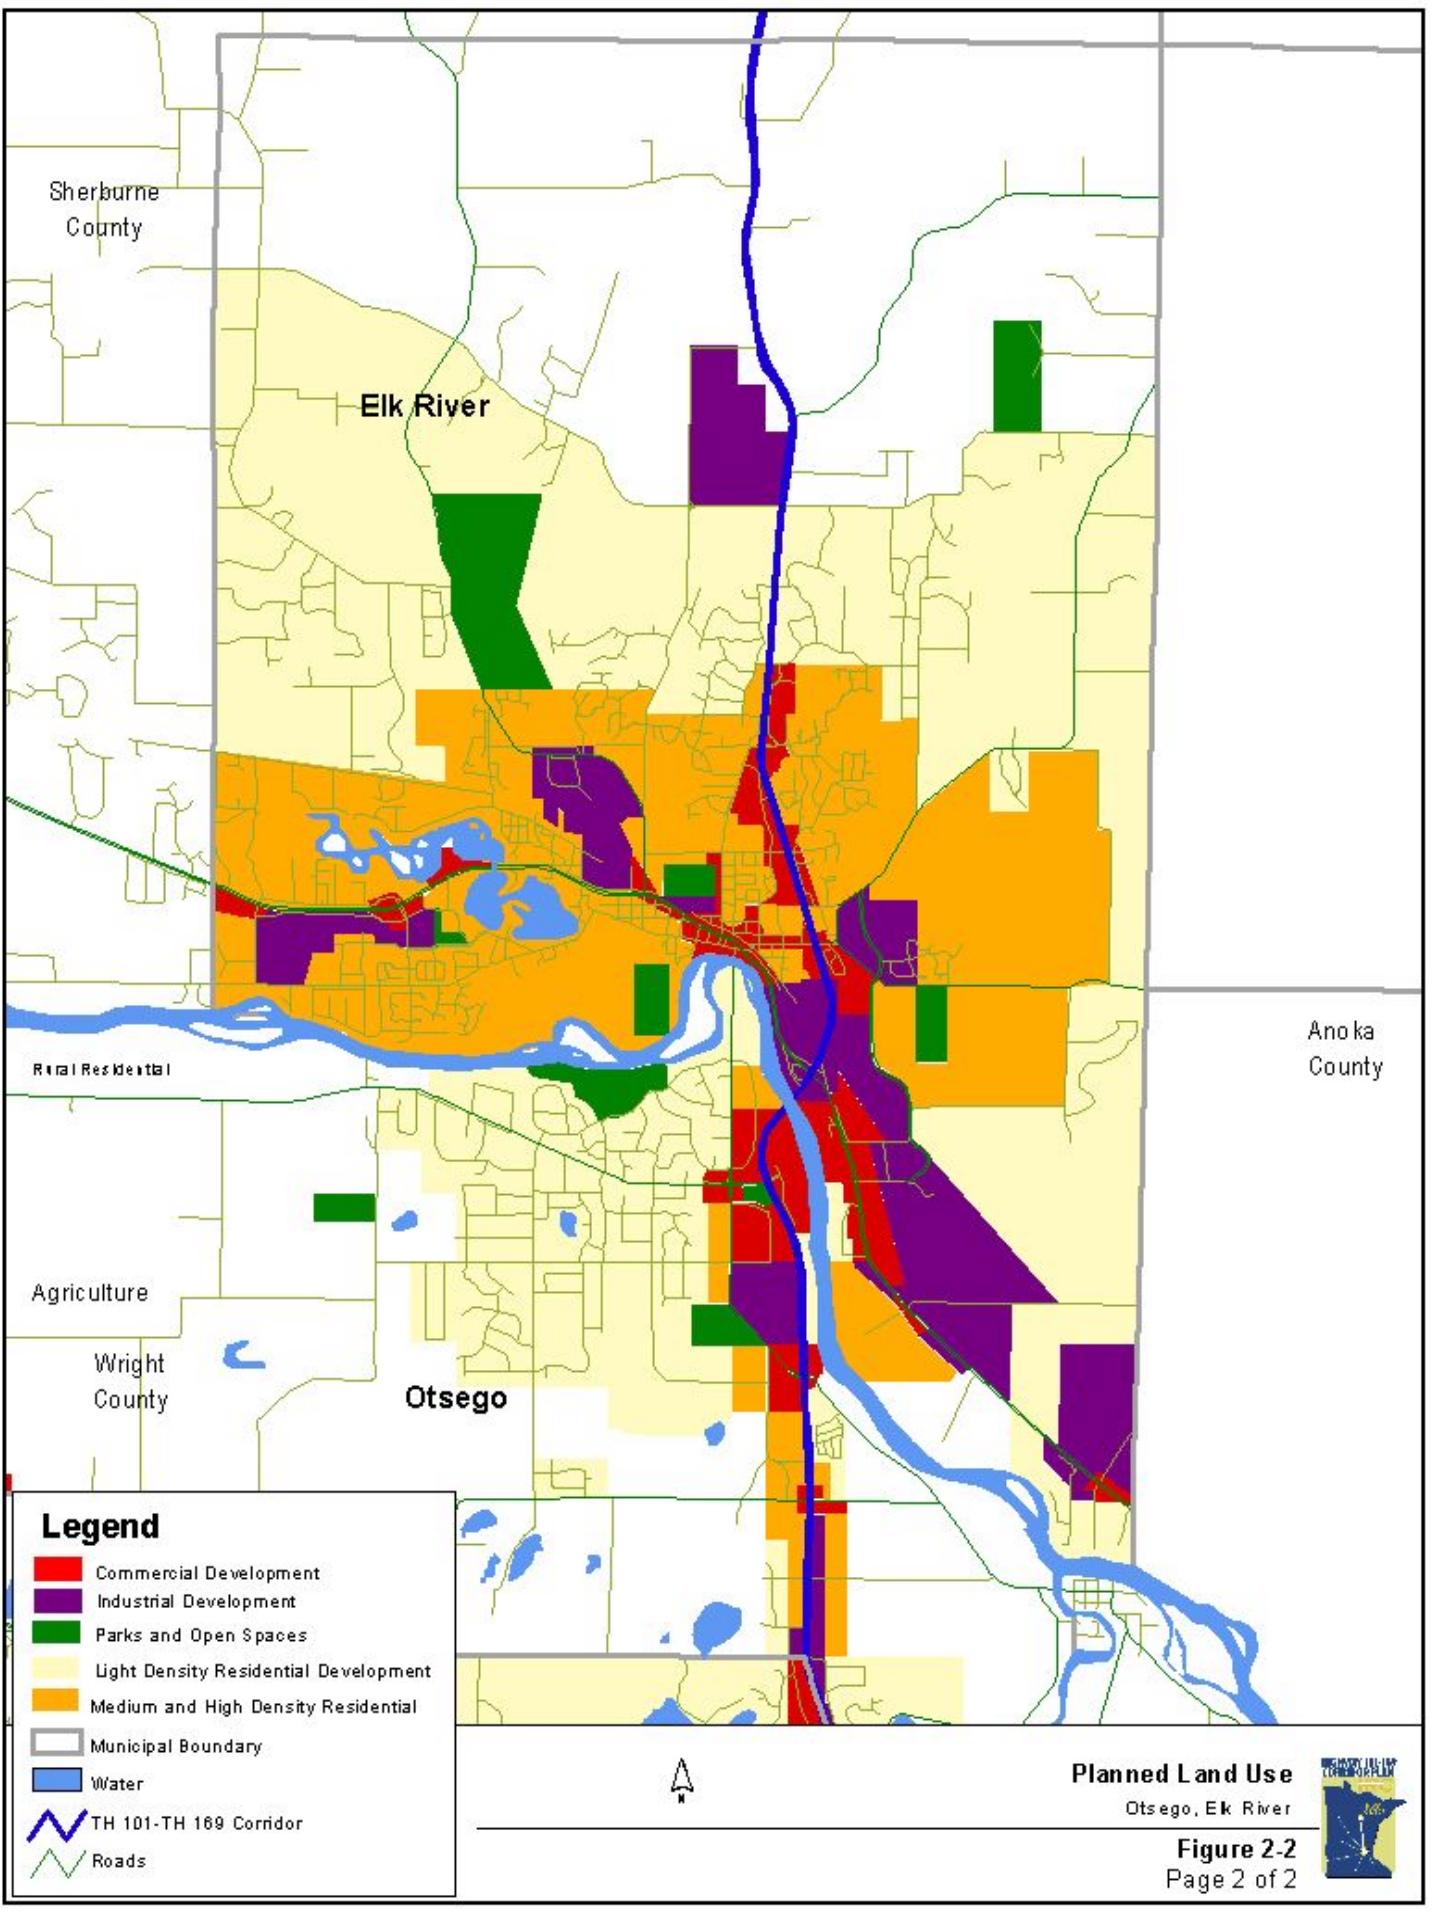 Sherburne
County
Elk River
Anoka
County
Rural Residential
Agriculture
Wright
County
Otsego
Legend
Commercial Development
Industrial Development
Parks and Open Spaces
Light Density Residential Development
Medium and High Density Residential
Municipal Boundary
Water
TH 101-TH 169 Corridor
Roads
N
Planned Land Use
Otsego, Elk River
Figure 2-2
Page 2 of 2